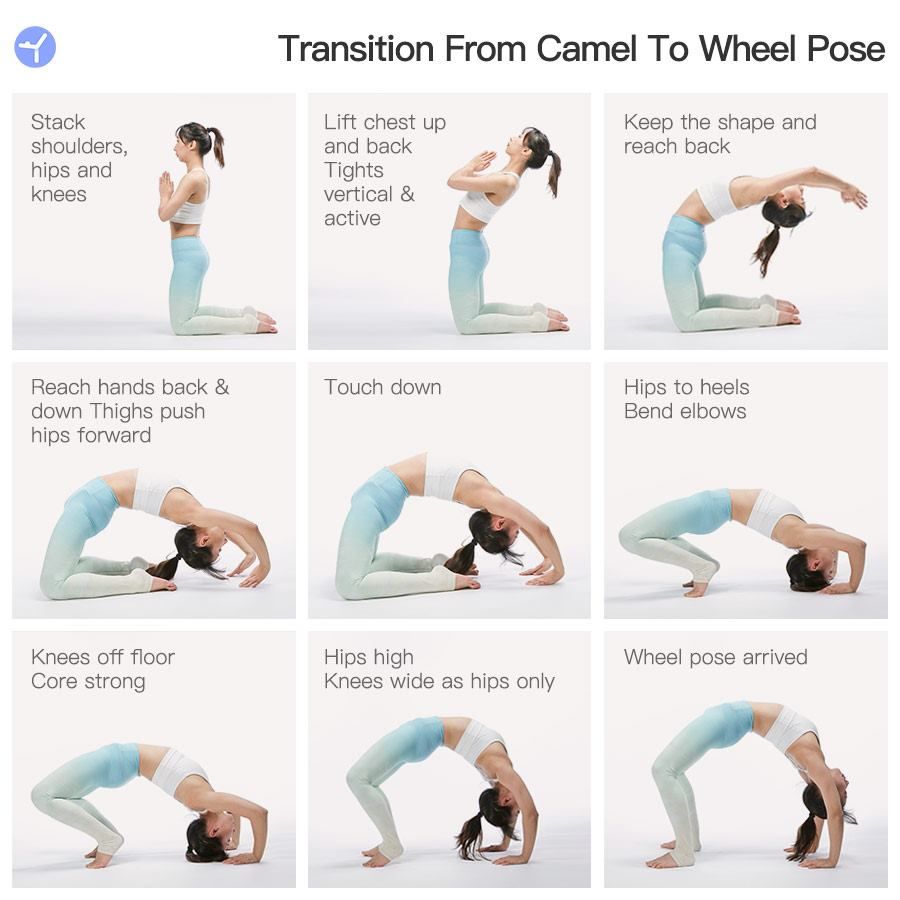 Transition From Camel To Wheel Pose
Stack
shoulders,
hips and
knees
Lift chest up
and back
Tights
vertical &
active
Keep the shape and
reach back
Reach hands back &
down Thighs push
hips forward
Touch down
Hips to heels
Bend elbows
Knees off floor
Core strong
Hips high
Knees wide as hips only
Wheel pose arrived